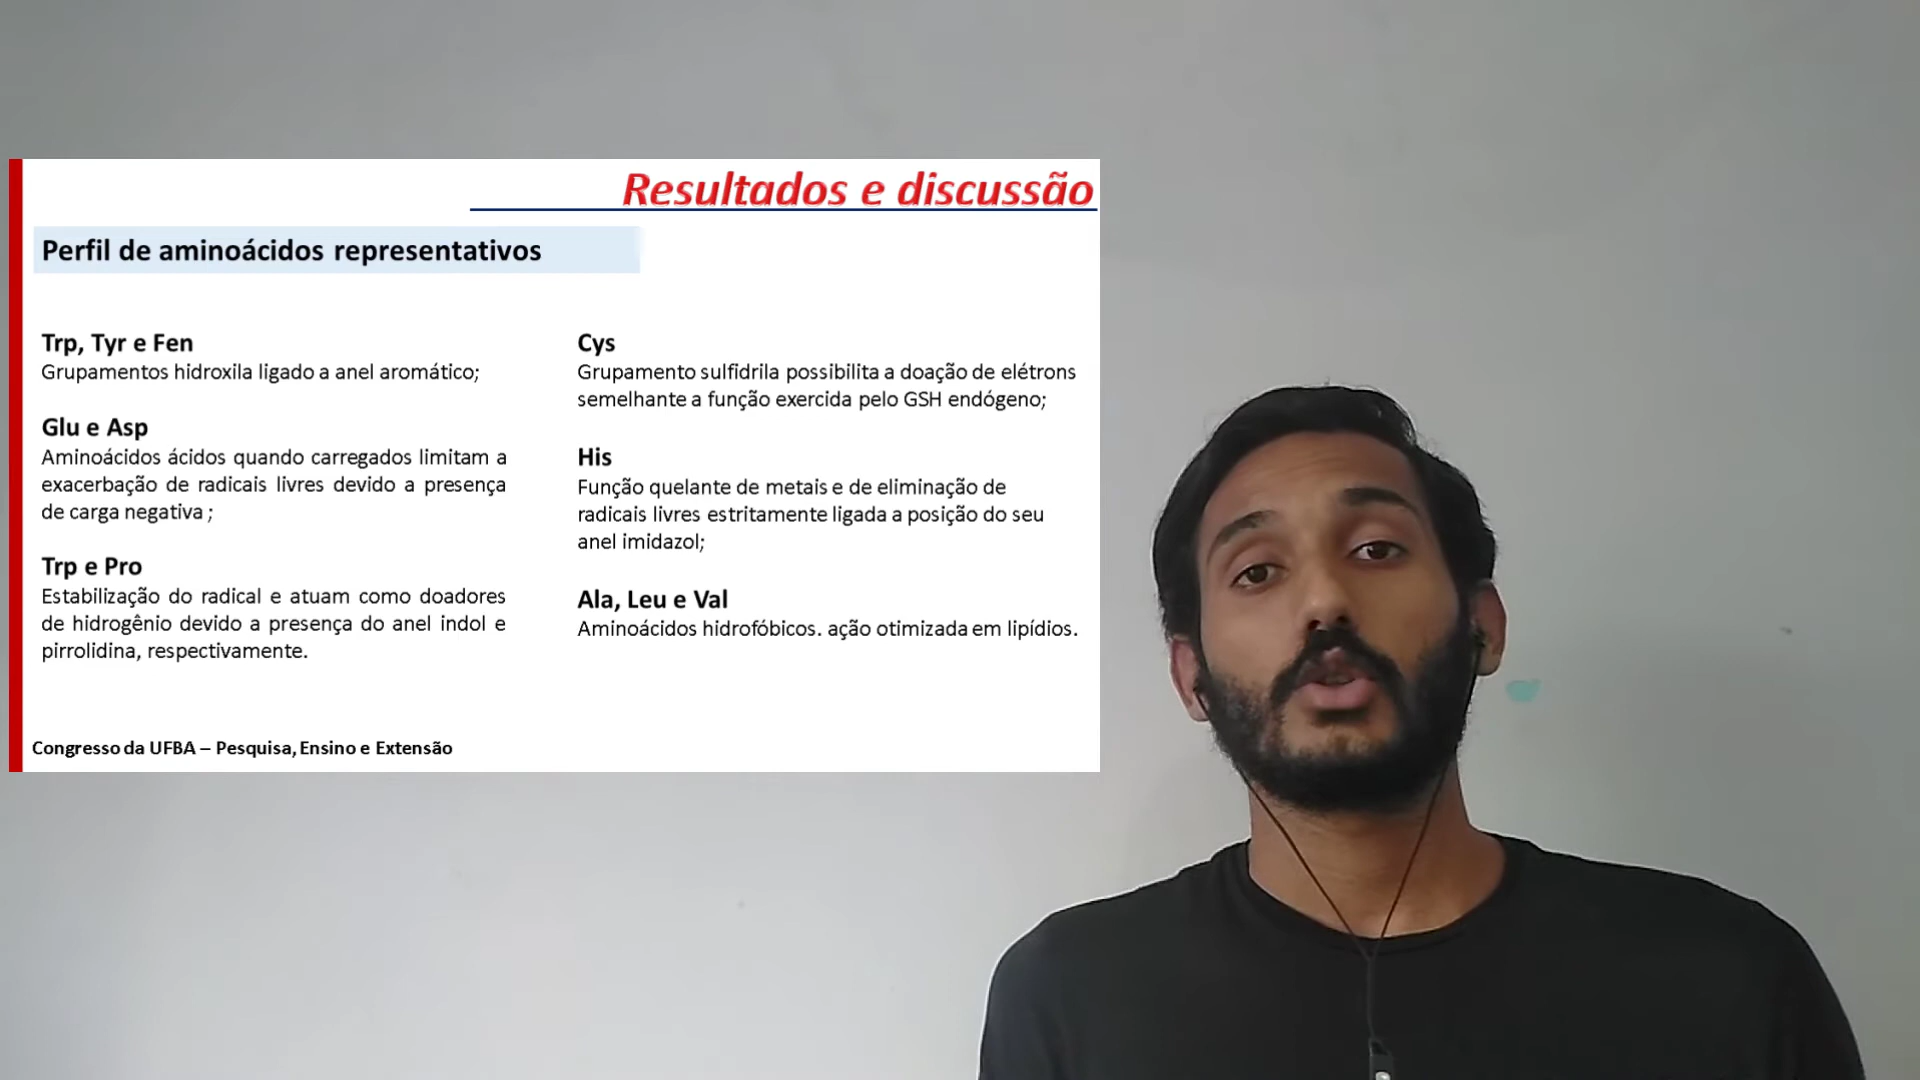 Resultados e discussão
Perfil de aminoácidos representativos
Trp, Tyr e Fen
Grupamentos hidroxila ligado a anel aromático;
Glu e Asp
Aminoácidos ácidos quando carregados limitam a
exacerbação de radicais livres devido a presença
de carga negativa ;
Trp e Pro
Estabilização do radical e atuam como doadores
de hidrogênio devido a presença do anel indol e
pirrolidina, respectivamente.
Cys
Grupamento sulfidrila possibilita a doação de elétrons
semelhante a função exercida pelo GSH endógeno;
His
Função quelante de metais e de eliminação de
radicais livres estritamente ligada a posição do seu
anel imidazol;
Ala, Leu e Val
Aminoácidos hidrofóbicos. ação otimizada em lipídios.
Congresso da UFBA – Pesquisa, Ensino e Extensão